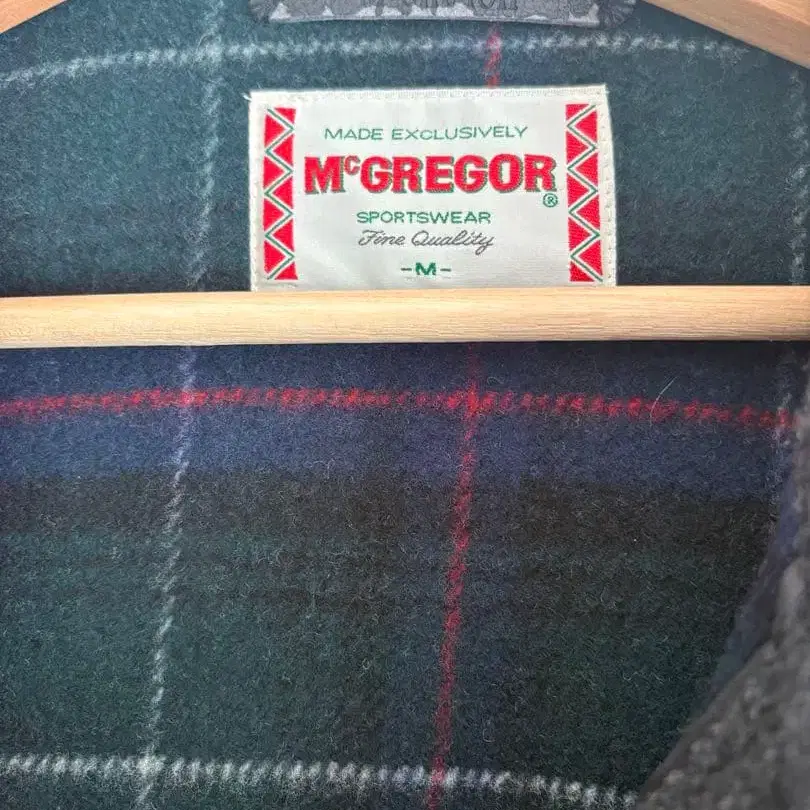 MADE EXCLUSIVELY
McGREGOR®
SPORTSWEAR
Fine Quality
-M-